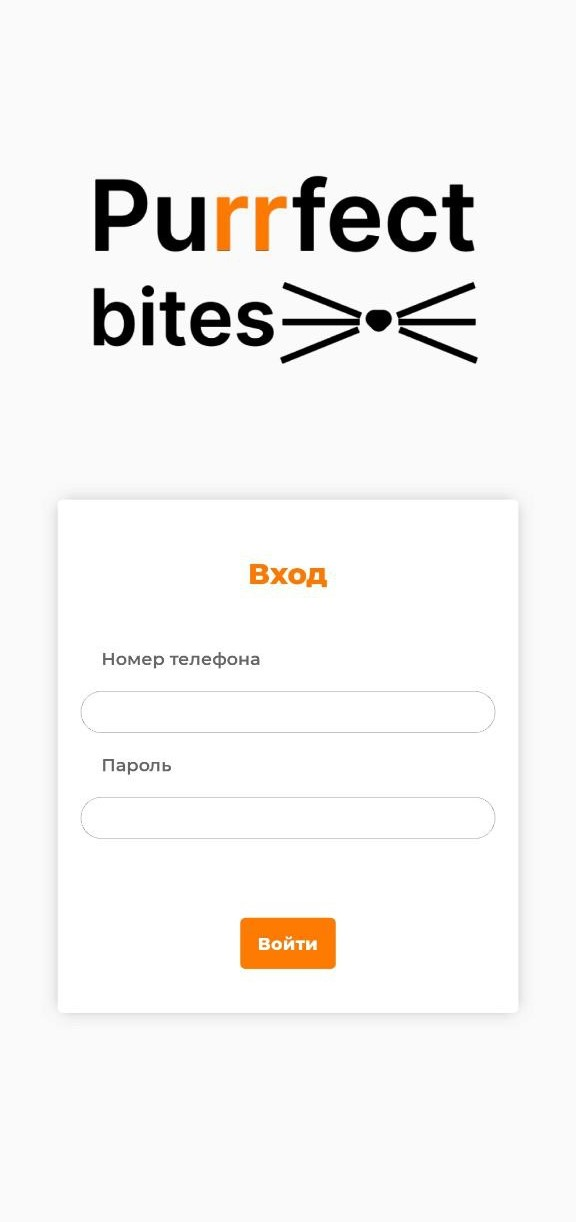 Purrfect
bites
Вход
Номер телефона
Пароль
Войти